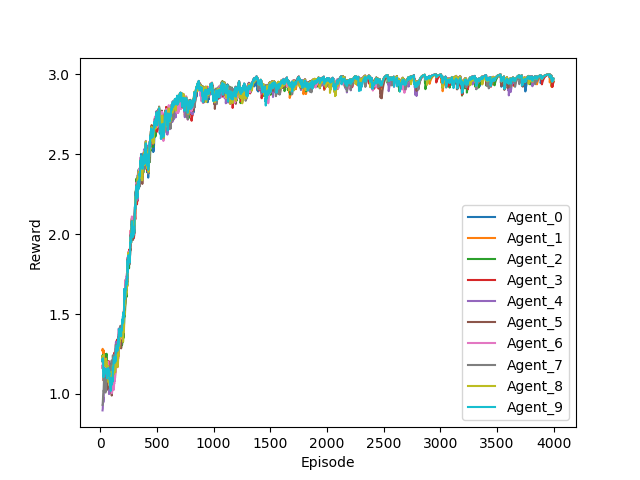 3.0
2.5
2.0
1.5
1.0
Reward
0 500 1000 1500 2000 2500 3000 3500 4000
Episode
Agent_0
Agent_1
Agent_2
Agent_3
Agent_4
Agent_5
Agent_6
Agent_7
Agent_8
Agent_9